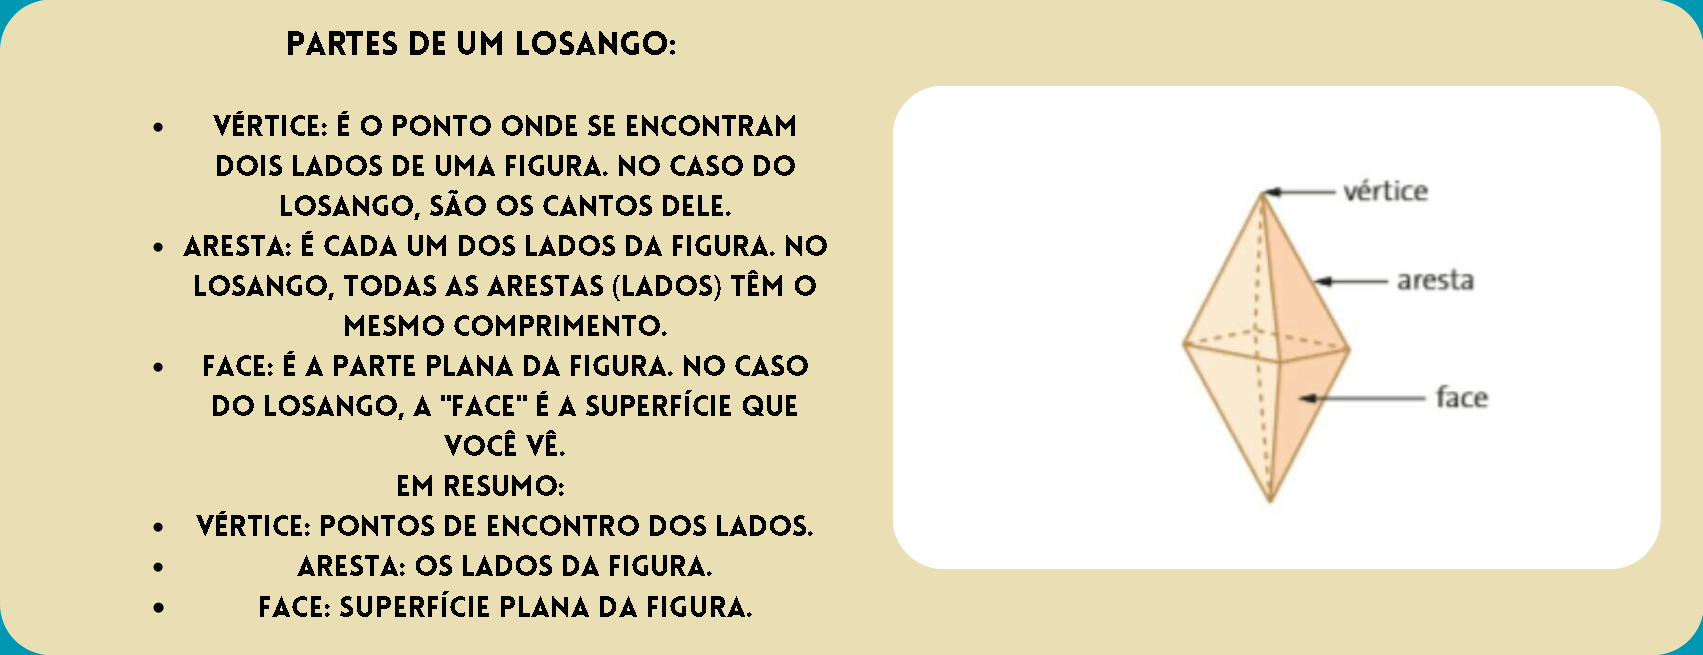 PARTES DE UM LOSANGO:
• VÉRTICE: É O PONTO ONDE SE ENCONTRAM
DOIS LADOS DE UMA FIGURA. NO CASO DO
LOSANGO, SÃO OS CANTOS DELE.
• ARESTA: É CADA UM DOS LADOS DA FIGURA. NO
LOSANGO, TODAS AS ARESTAS (LADOS) TÊM O
MESMO COMPRIMENTO.
• FACE: É A PARTE PLANA DA FIGURA. NO CASO
DO LOSANGO, A "FACE" É A SUPERFÍCIE QUE
VOCÊ VÊ.
EM RESUMO:
• VÉRTICE: PONTOS DE ENCONTRO DOS LADOS.
• ARESTA: OS LADOS DA FIGURA.
• FACE: SUPERFÍCIE PLANA DA FIGURA.
vértice
aresta
face